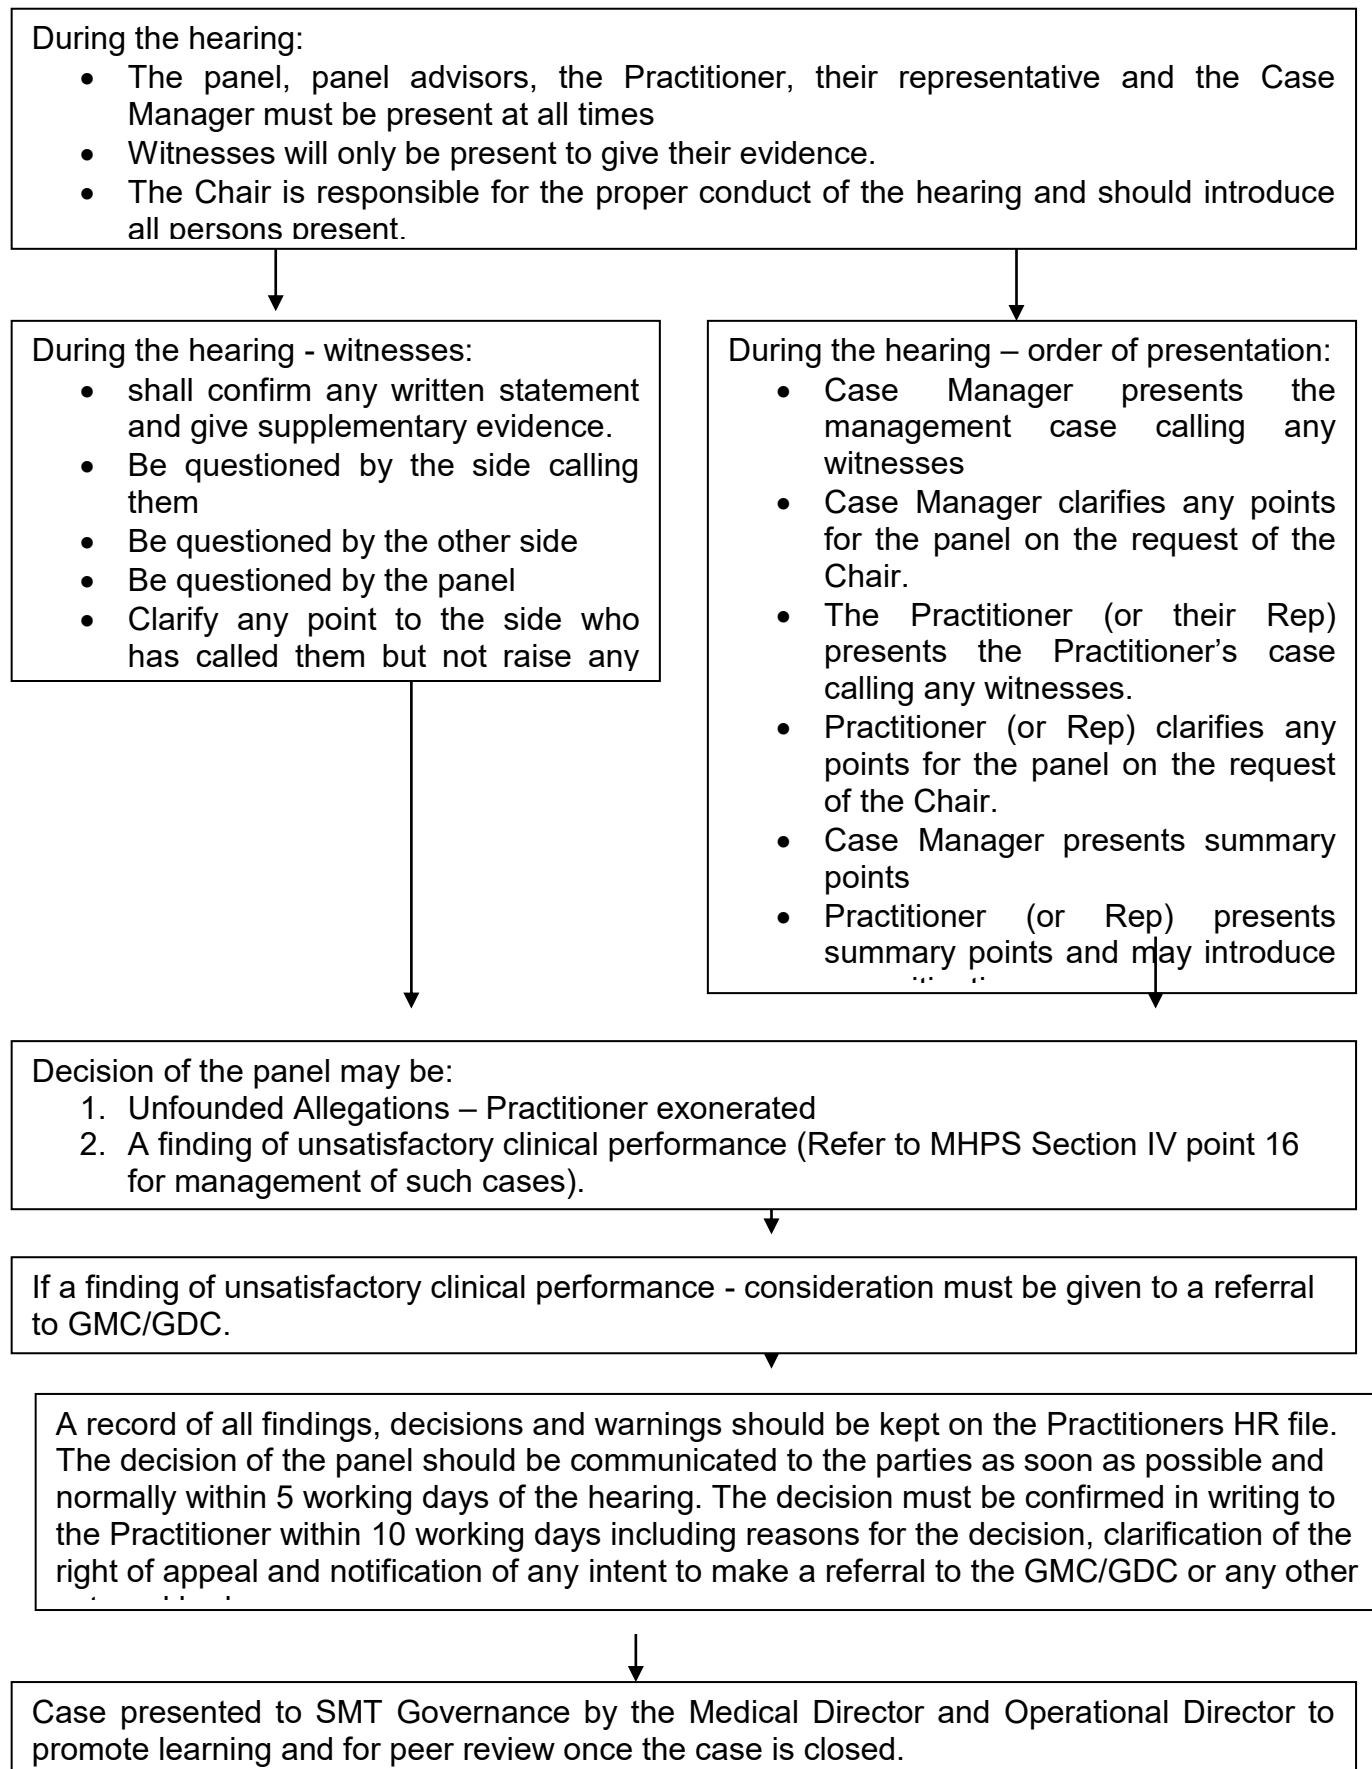 During the hearing:
• The panel, panel advisors, the Practitioner, their representative and the Case
Manager must be present at all times
• Witnesses will only be present to give their evidence.
• The Chair is responsible for the proper conduct of the hearing and should introduce
all persons present.
During the hearing - witnesses:
• shall confirm any written statement
and give supplementary evidence.
• Be questioned by the side calling
them
• Be questioned by the other side
• Be questioned by the panel
• Clarify any point to the side who
has called them but not raise any
During the hearing – order of presentation:
• Case Manager presents the
management case calling any
witnesses
• Case Manager clarifies any points
for the panel on the request of the
Chair.
• The Practitioner (or their Rep)
presents the Practitioner’s case
calling any witnesses.
• Practitioner (or Rep) clarifies any
points for the panel on the request
of the Chair.
• Case Manager presents summary
points
• Practitioner (or Rep) presents
summary points and may introduce
Decision of the panel may be:
1. Unfounded Allegations – Practitioner exonerated
2. A finding of unsatisfactory clinical performance (Refer to MHPS Section IV point 16
for management of such cases).
If a finding of unsatisfactory clinical performance - consideration must be given to a referral
to GMC/GDC.
A record of all findings, decisions and warnings should be kept on the Practitioners HR file.
The decision of the panel should be communicated to the parties as soon as possible and
normally within 5 working days of the hearing. The decision must be confirmed in writing to
the Practitioner within 10 working days including reasons for the decision, clarification of the
right of appeal and notification of any intent to make a referral to the GMC/GDC or any other
Case presented to SMT Governance by the Medical Director and Operational Director to
promote learning and for peer review once the case is closed.